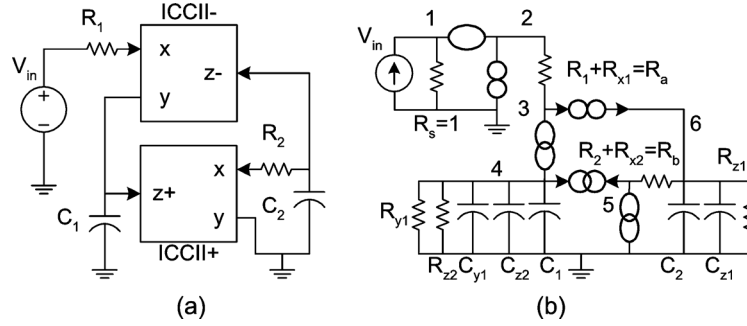 ICCII-
R1
x
Vin
z-
y
R2
x
z+
C1
y
C2
ICCII+
(a)
1
2
Vin
R1+Rx1=Ra
3
Rs=1
6
R2+Rx2=Rb
Rz1
4
5
Ry1
Rz2
Cy1
Cz2
C1
C2
Cz1
(b)